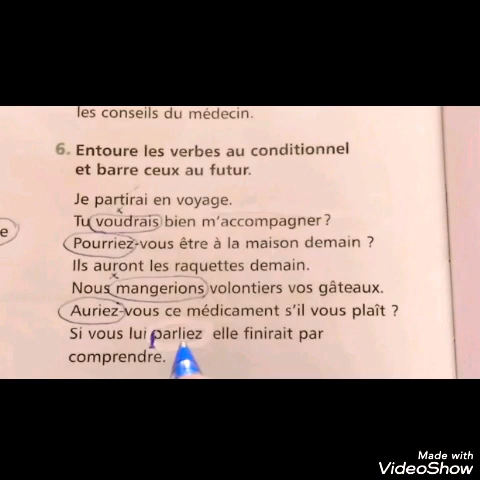 les conseils du médecin.
6. Entoure les verbes au conditionnel
et barre ceux au futur.
Je partirai en voyage.
Tu voudrais bien m'accompagner ?
e
Pourriez-vous être à la maison demain ?
Ils auront les raquettes demain.
Nous mangerions volontiers vos gâteaux.
Auriez-vous ce médicament s'il vous plaît ?
Si vous lui parliez elle finirait par
comprendre.
Made with
VideoShow